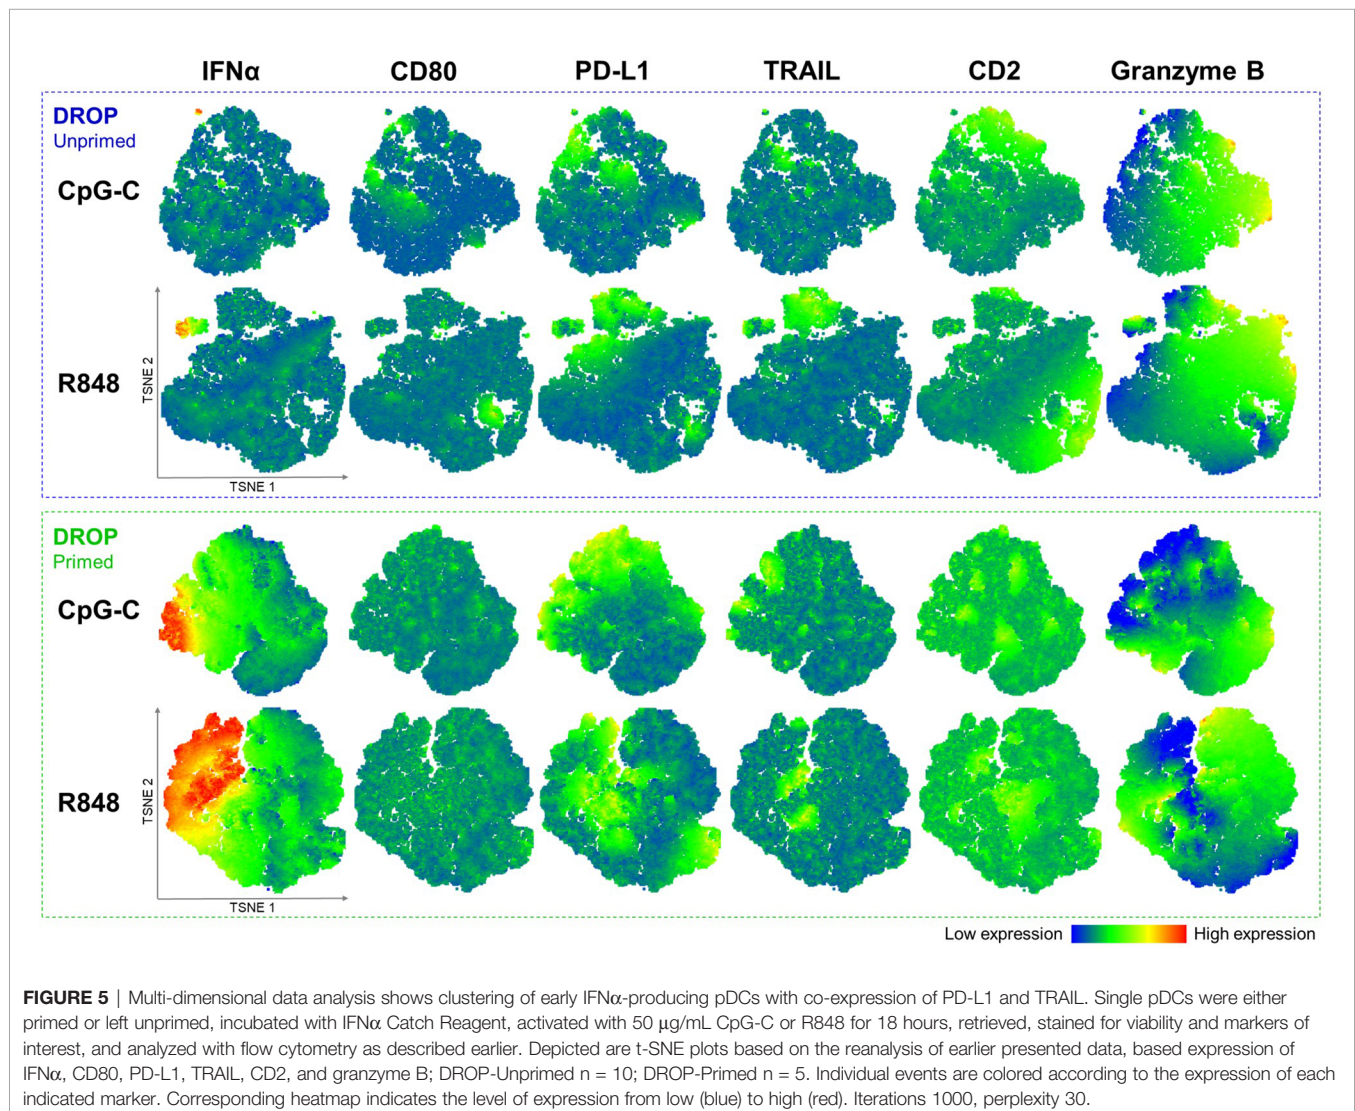 IFNα CD80 PD-L1 TRAIL CD2 Granzyme B
DROP
Unprimed
CpG-C
R848
TSNE 2
TSNE 1
DROP
Primed
CpG-C
R848
TSNE 2
TSNE 1
Low expression High expression
FIGURE 5 | Multi-dimensional data analysis shows clustering of early IFNα-producing pDCs with co-expression of PD-L1 and TRAIL. Single pDCs were either
primed or left unprimed, incubated with IFNα Catch Reagent, activated with 50 μg/mL CpG-C or R848 for 18 hours, retrieved, stained for viability and markers of
interest, and analyzed with flow cytometry as described earlier. Depicted are t-SNE plots based on the reanalysis of earlier presented data, based expression of
IFNα, CD80, PD-L1, TRAIL, CD2, and granzyme B; DROP-Unprimed n = 10; DROP-Primed n = 5. Individual events are colored according to the expression of each
indicated marker. Corresponding heatmap indicates the level of expression from low (blue) to high (red). Iterations 1000, perplexity 30.